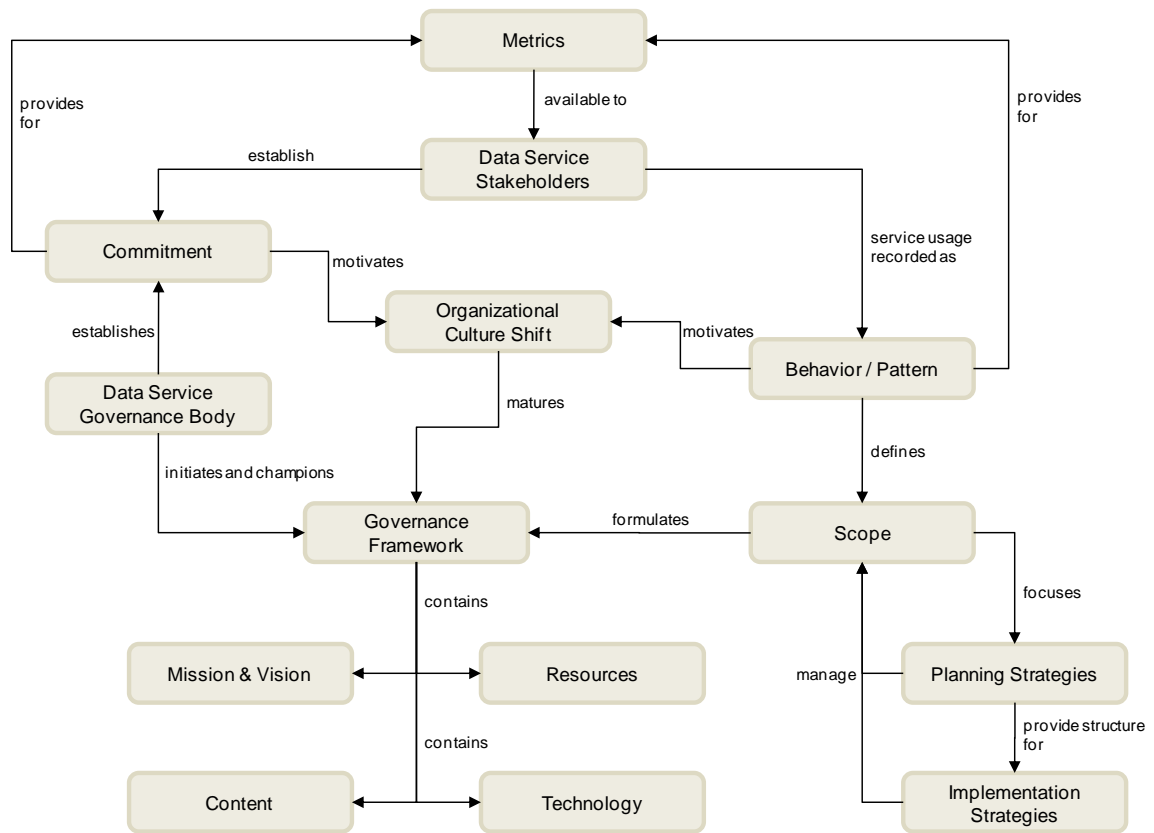 Metrics
provides
for
available to
provides
for
establish
Data Service
Stakeholders
Commitment
motivates
service usage
recorded as
establishes
Organizational
Culture Shift
motivates
Behavior / Pattern
Data Service
Governance Body
matures
defines
initiates and champions
Governance
Framework
formulates
Scope
contains
focuses
Mission & Vision
Resources
manage
Planning Strategies
contains
provide structure
for
Content
Technology
Implementation
Strategies